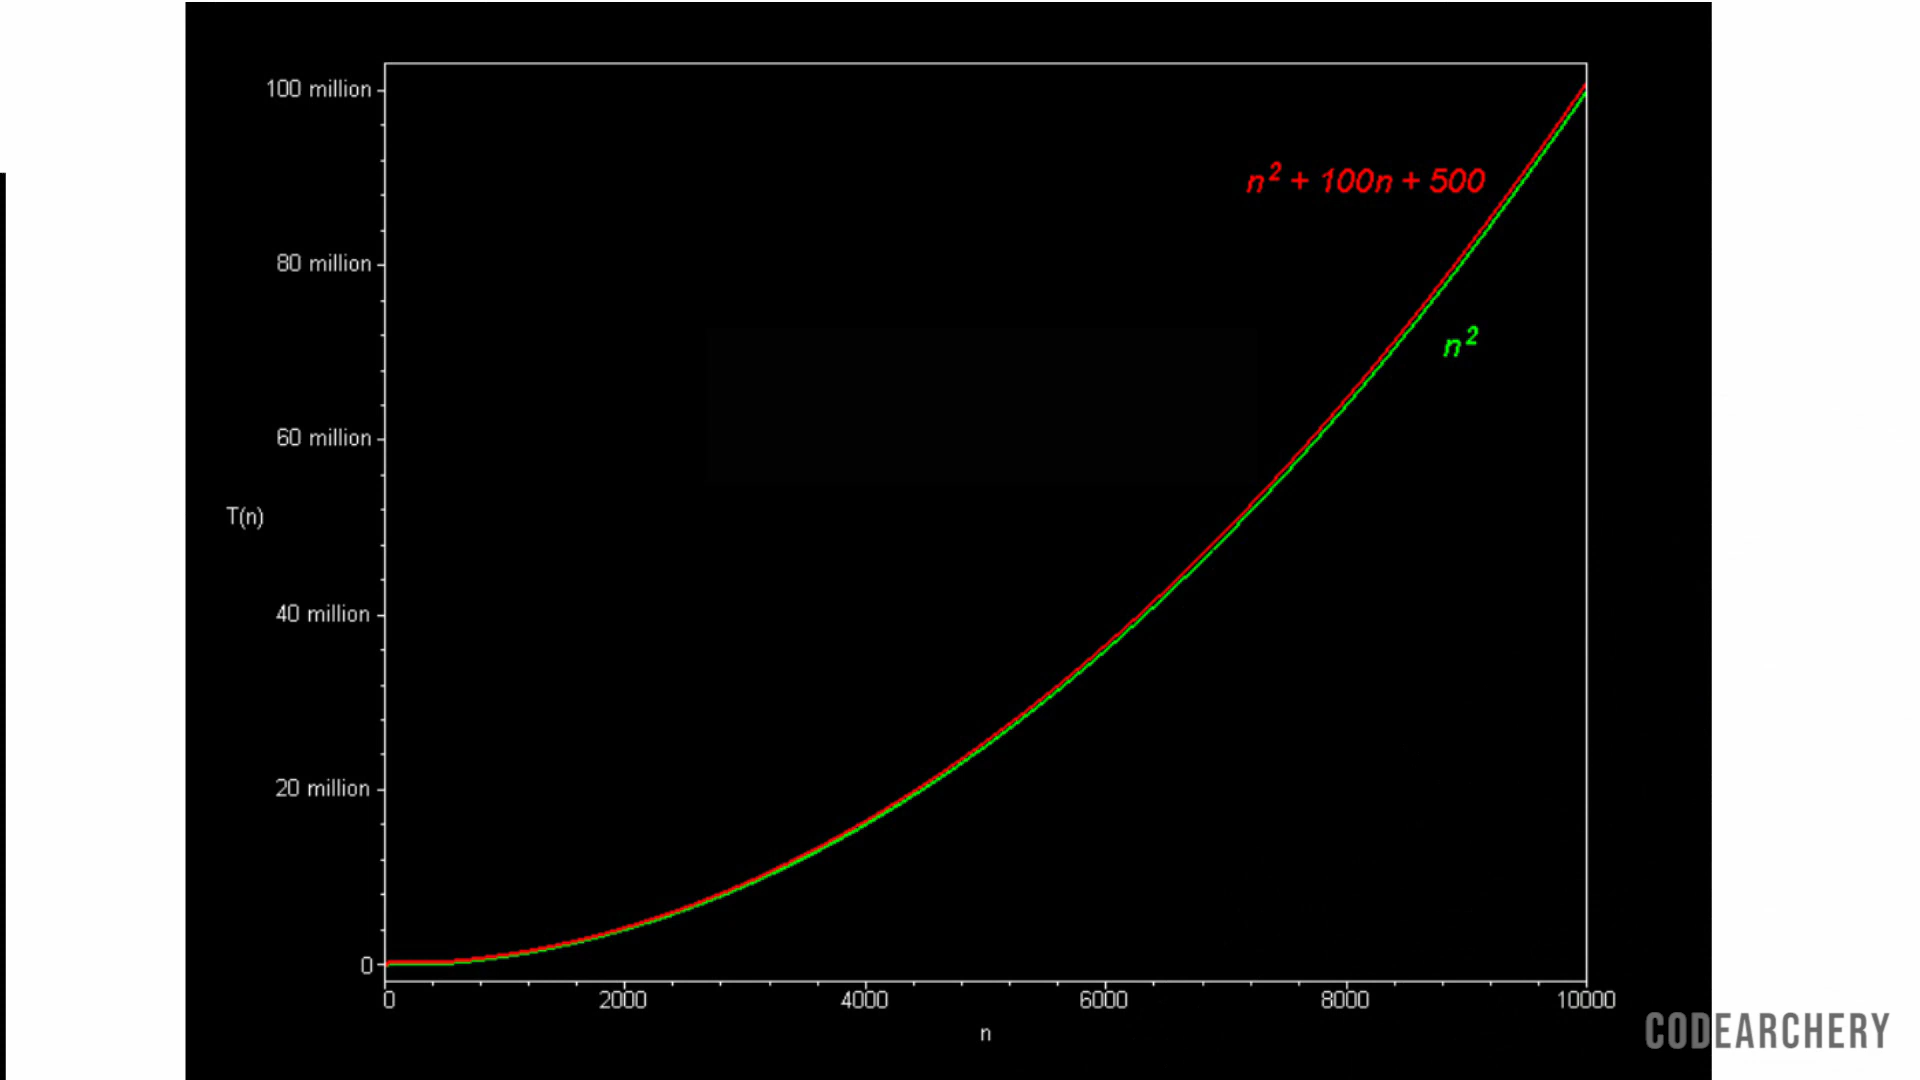 100 million
n² + 100n + 500
80 million
n²
60 million
T(n)
40 million
20 million
0
0 2000 4000 6000 8000 10000
n
CODEARCHERY